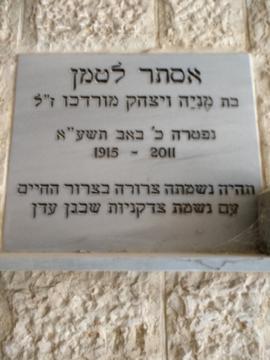 אסתר לטמן
בת מַנְיָה ויצחק מורדכו ז"ל
נפטרה כ' באב תשע"א
1915 - 2011
תהיה נשמתה צרורה בצרור החיים
עם נשמת צדקניות שבגן עדן